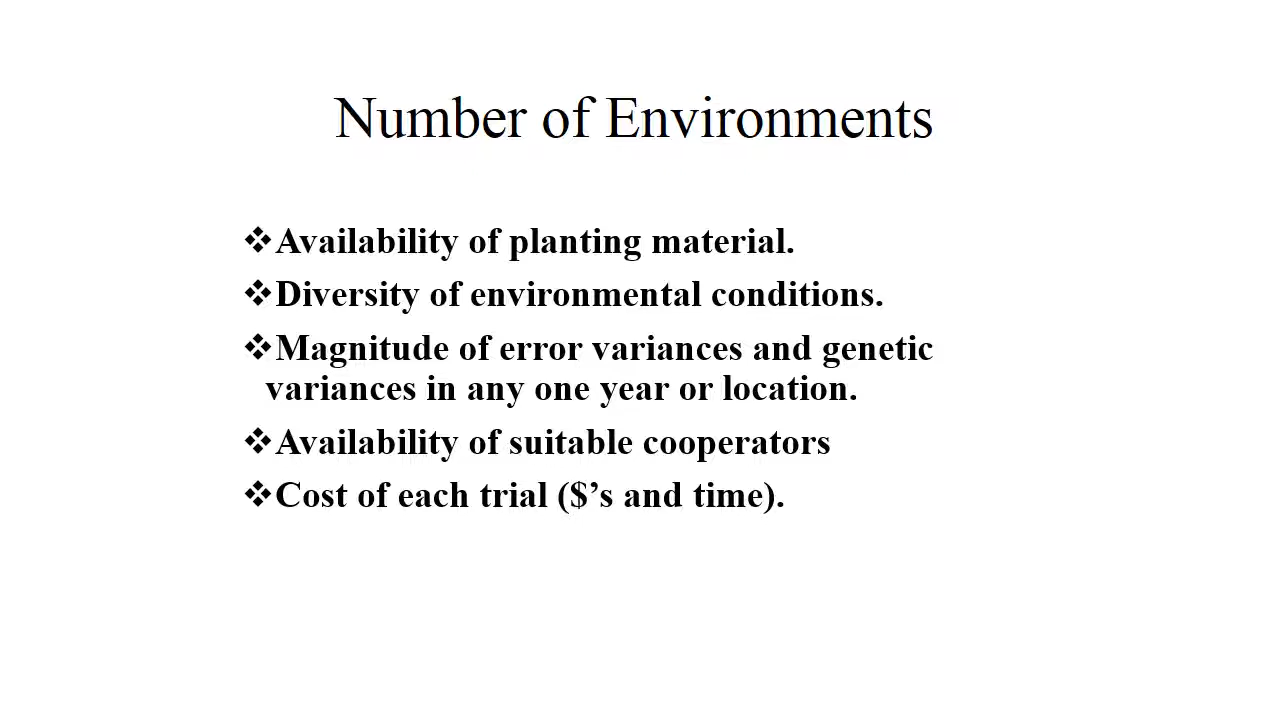 Number of Environments
❖Availability of planting material.
❖Diversity of environmental conditions.
❖Magnitude of error variances and genetic
variances in any one year or location.
❖Availability of suitable cooperators
❖Cost of each trial ($’s and time).